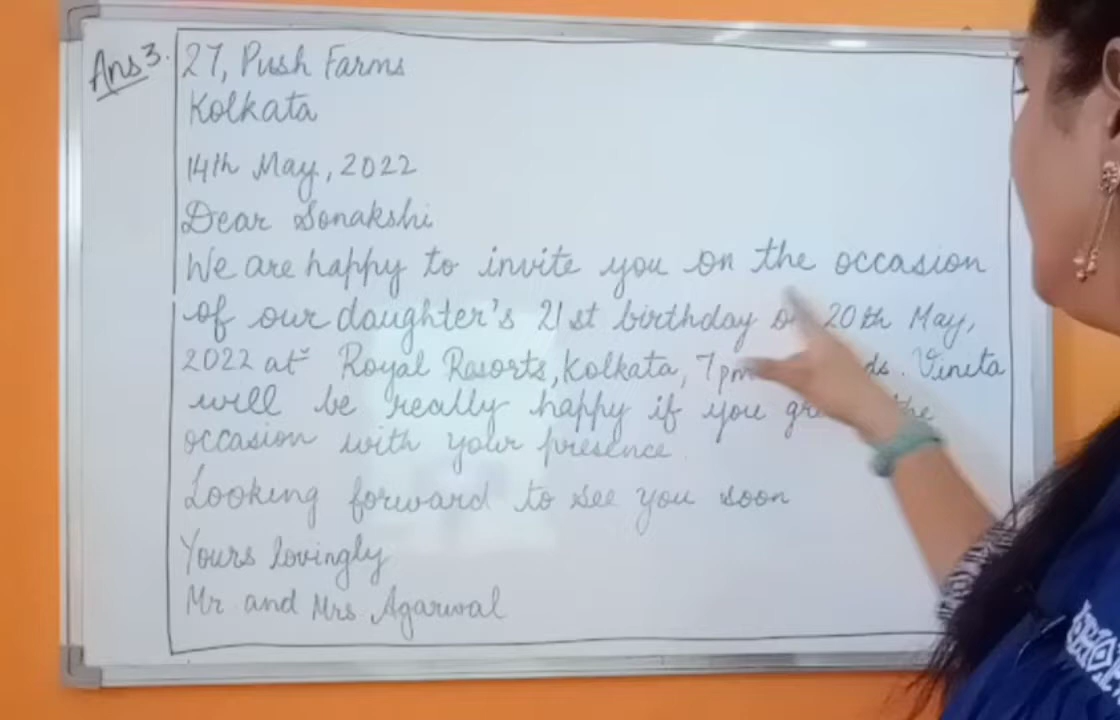 Ans 3.
27, Push Farms
Kolkata
14th May, 2022
Dear Sonakshi
We are happy to invite you on the occasion
of our daughter's 21st birthday 20th May,
2022 at Royal Resorts, Kolkata, 7pm Vinita
will be really happy if you the
occasion with your presence.
Looking forward to see you soon
Yours lovingly
Mr and Mrs Agarwal